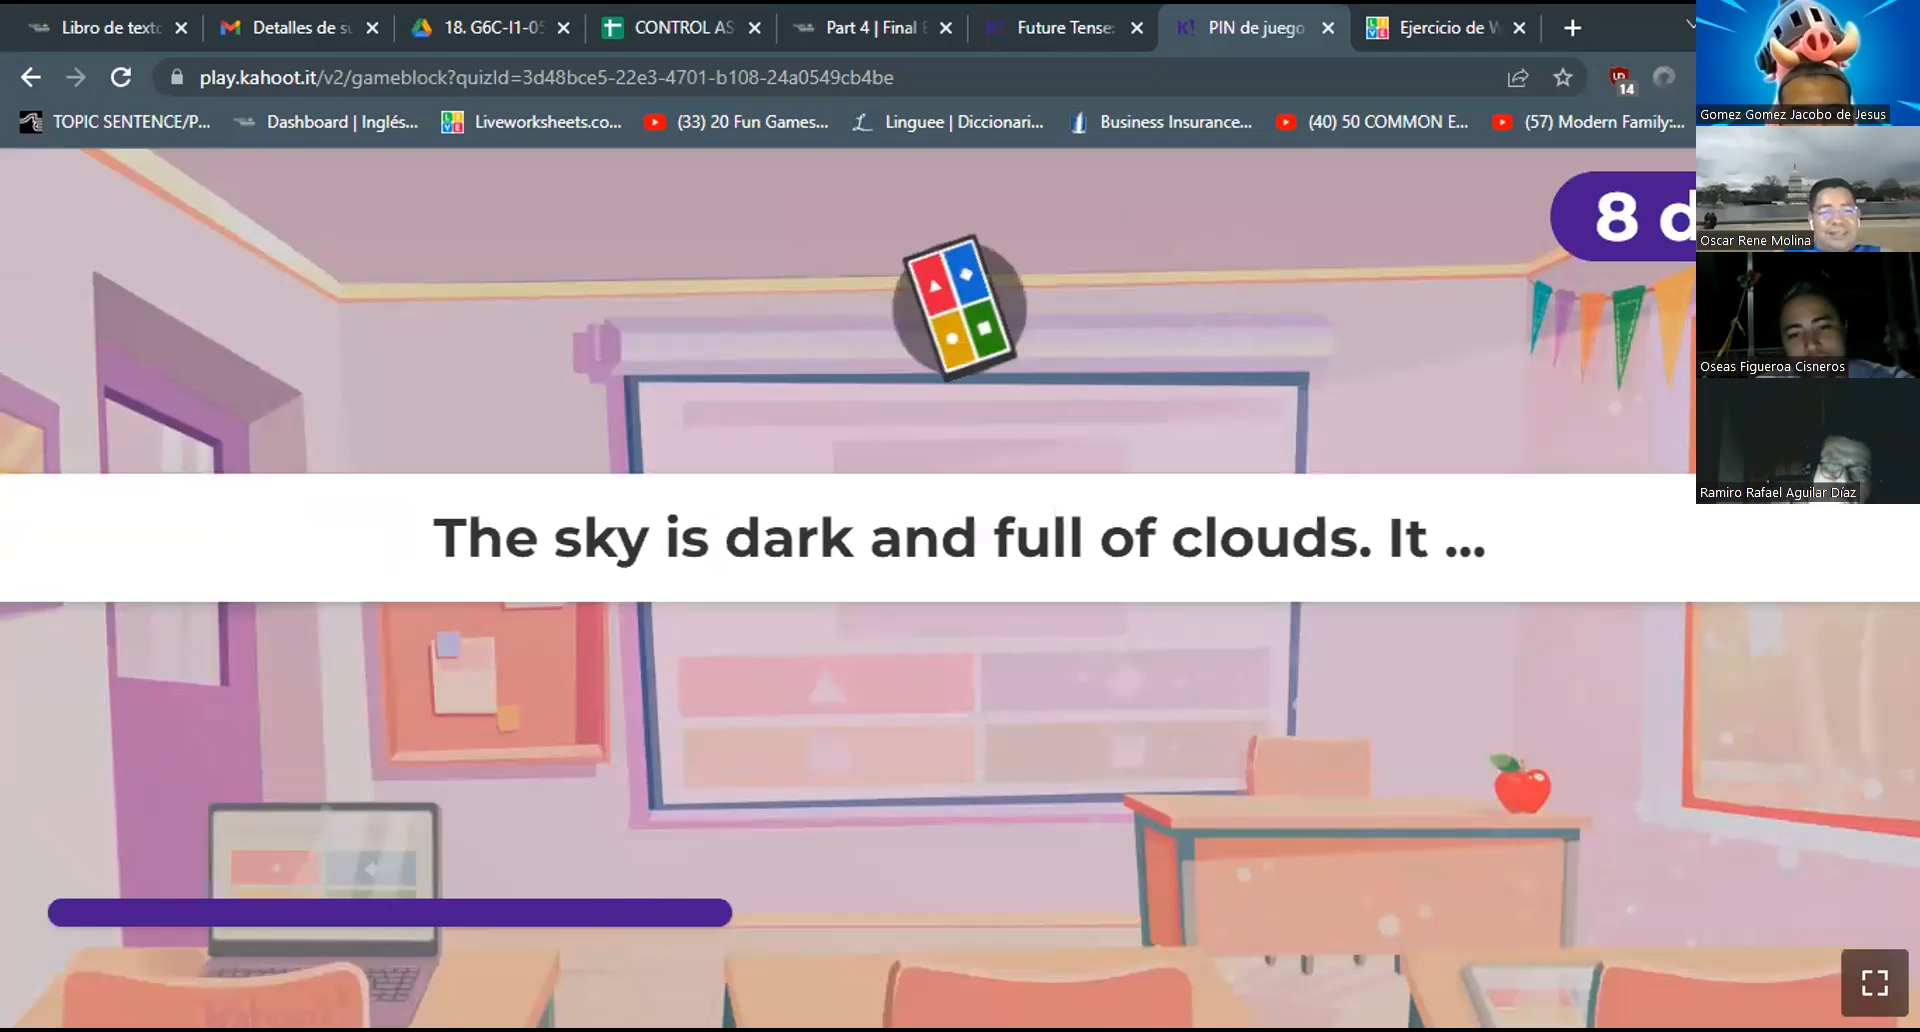 Libro de texto
Detalles de su
18. G6C-I1-05
CONTROL AS
Part 4 | Final E
Future Tense:
PIN de juego
Ejercicio de W
play.kahoot.it/v2/gameblock?quizId=3d48bce5-22e3-4701-b108-24a0549cb4be
14
TOPIC SENTENCE/P...
Dashboard | Inglés...
LIVE Liveworksheets.co...
(33) 20 Fun Games...
Linguee | Diccionari...
Business Insurance...
(40) 50 COMMON E...
(57) Modern Family:...
Gomez Gomez Jacobo de Jesus
Oscar Rene Molina
Oseas Figueroa Cisneros
Ramiro Rafael Aguilar Díaz
8 d
The sky is dark and full of clouds. It ...